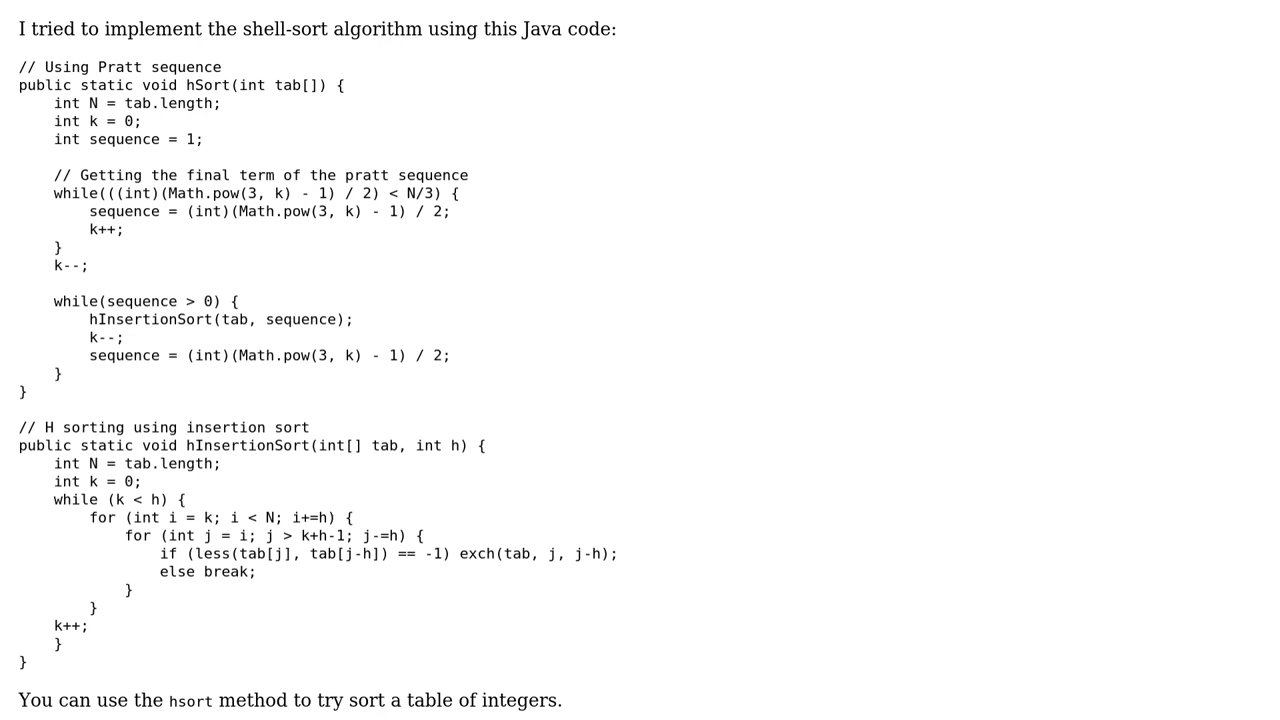 I tried to implement the shell-sort algorithm using this Java code:
// Using Pratt sequence
public static void hSort(int tab[]) {
    int N = tab.length;
    int k = 0;
    int sequence = 1;

    // Getting the final term of the pratt sequence
    while(((int)(Math.pow(3, k) - 1) / 2) < N/3) {
        sequence = (int)(Math.pow(3, k) - 1) / 2;
        k++;
    }
    k--;

    while(sequence > 0) {
        hInsertionSort(tab, sequence);
        k--;
        sequence = (int)(Math.pow(3, k) - 1) / 2;
    }
}

// H sorting using insertion sort
public static void hInsertionSort(int[] tab, int h) {
    int N = tab.length;
    int k = 0;
    while (k < h) {
        for (int i = k; i < N; i+=h) {
            for (int j = i; j > k+h-1; j-=h) {
                if (less(tab[j], tab[j-h]) == -1) exch(tab, j, j-h);
                else break;
            }
        }
    k++;
    }
}
You can use the hsort method to try sort a table of integers.